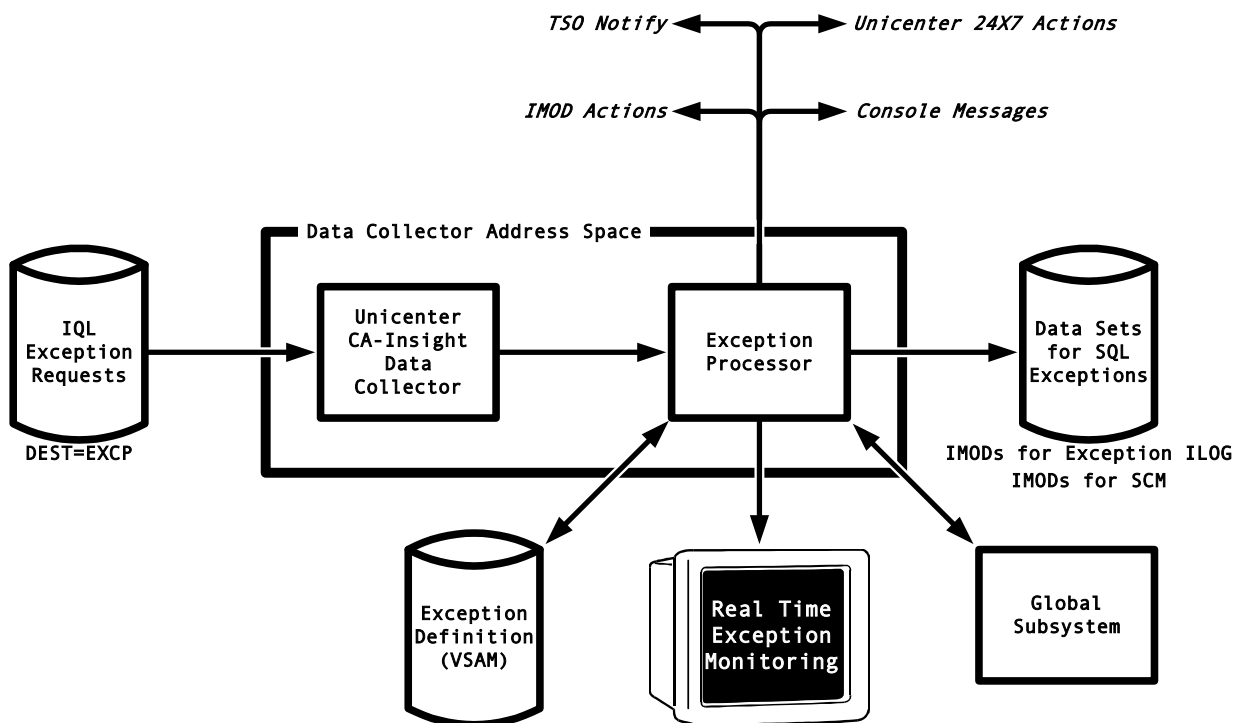 TSO Notify
Unicenter 24X7 Actions
IMOD Actions
Console Messages
Data Collector Address Space
IQL
Exception
Requests
DEST=EXCP
Unicenter
CA-Insight
Data
Collector
Exception
Processor
Data Sets
for SQL
Exceptions
IMODs for Exception ILOG
IMODs for SCM
Exception
Definition
(VSAM)
Real Time
Exception
Monitoring
Global
Subsystem